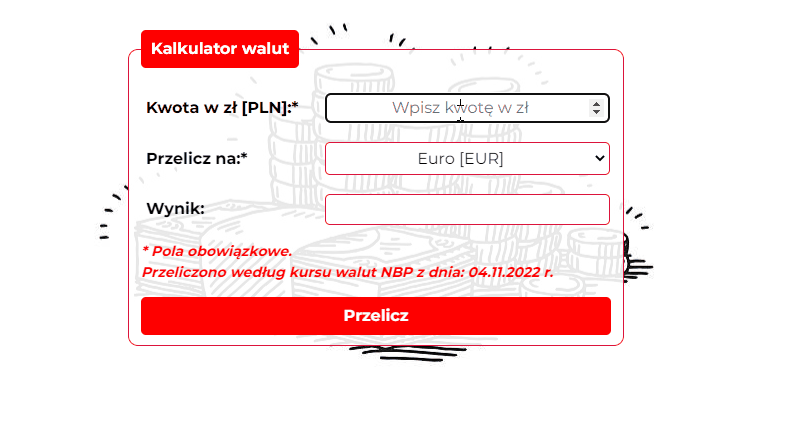 Kalkulator walut
Kwota w zł [PLN]:* Wpisz kwotę w zł
Przelicz na:* Euro [EUR]
Wynik:
* Pola obowiązkowe.
Przeliczono według kursu walut NBP z dnia: 04.11.2022 r.
Przelicz